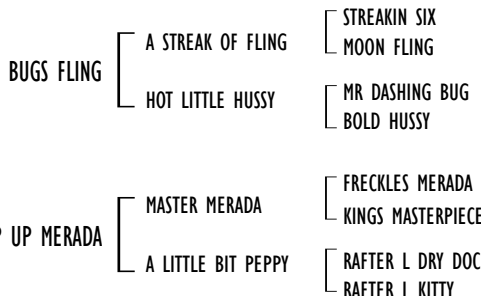 STREAKIN SIX
A STREAK OF FLING
MOON FLING
BUGS FLING
MR DASHING BUG
HOT LITTLE HUSSY
BOLD HUSSY
FRECKLES MERADA
MASTER MERADA
KINGS MASTERPIECE
UP MERADA
RAFTER L DRY DOC
A LITTLE BIT PEPPY
RAFTER L KITTY